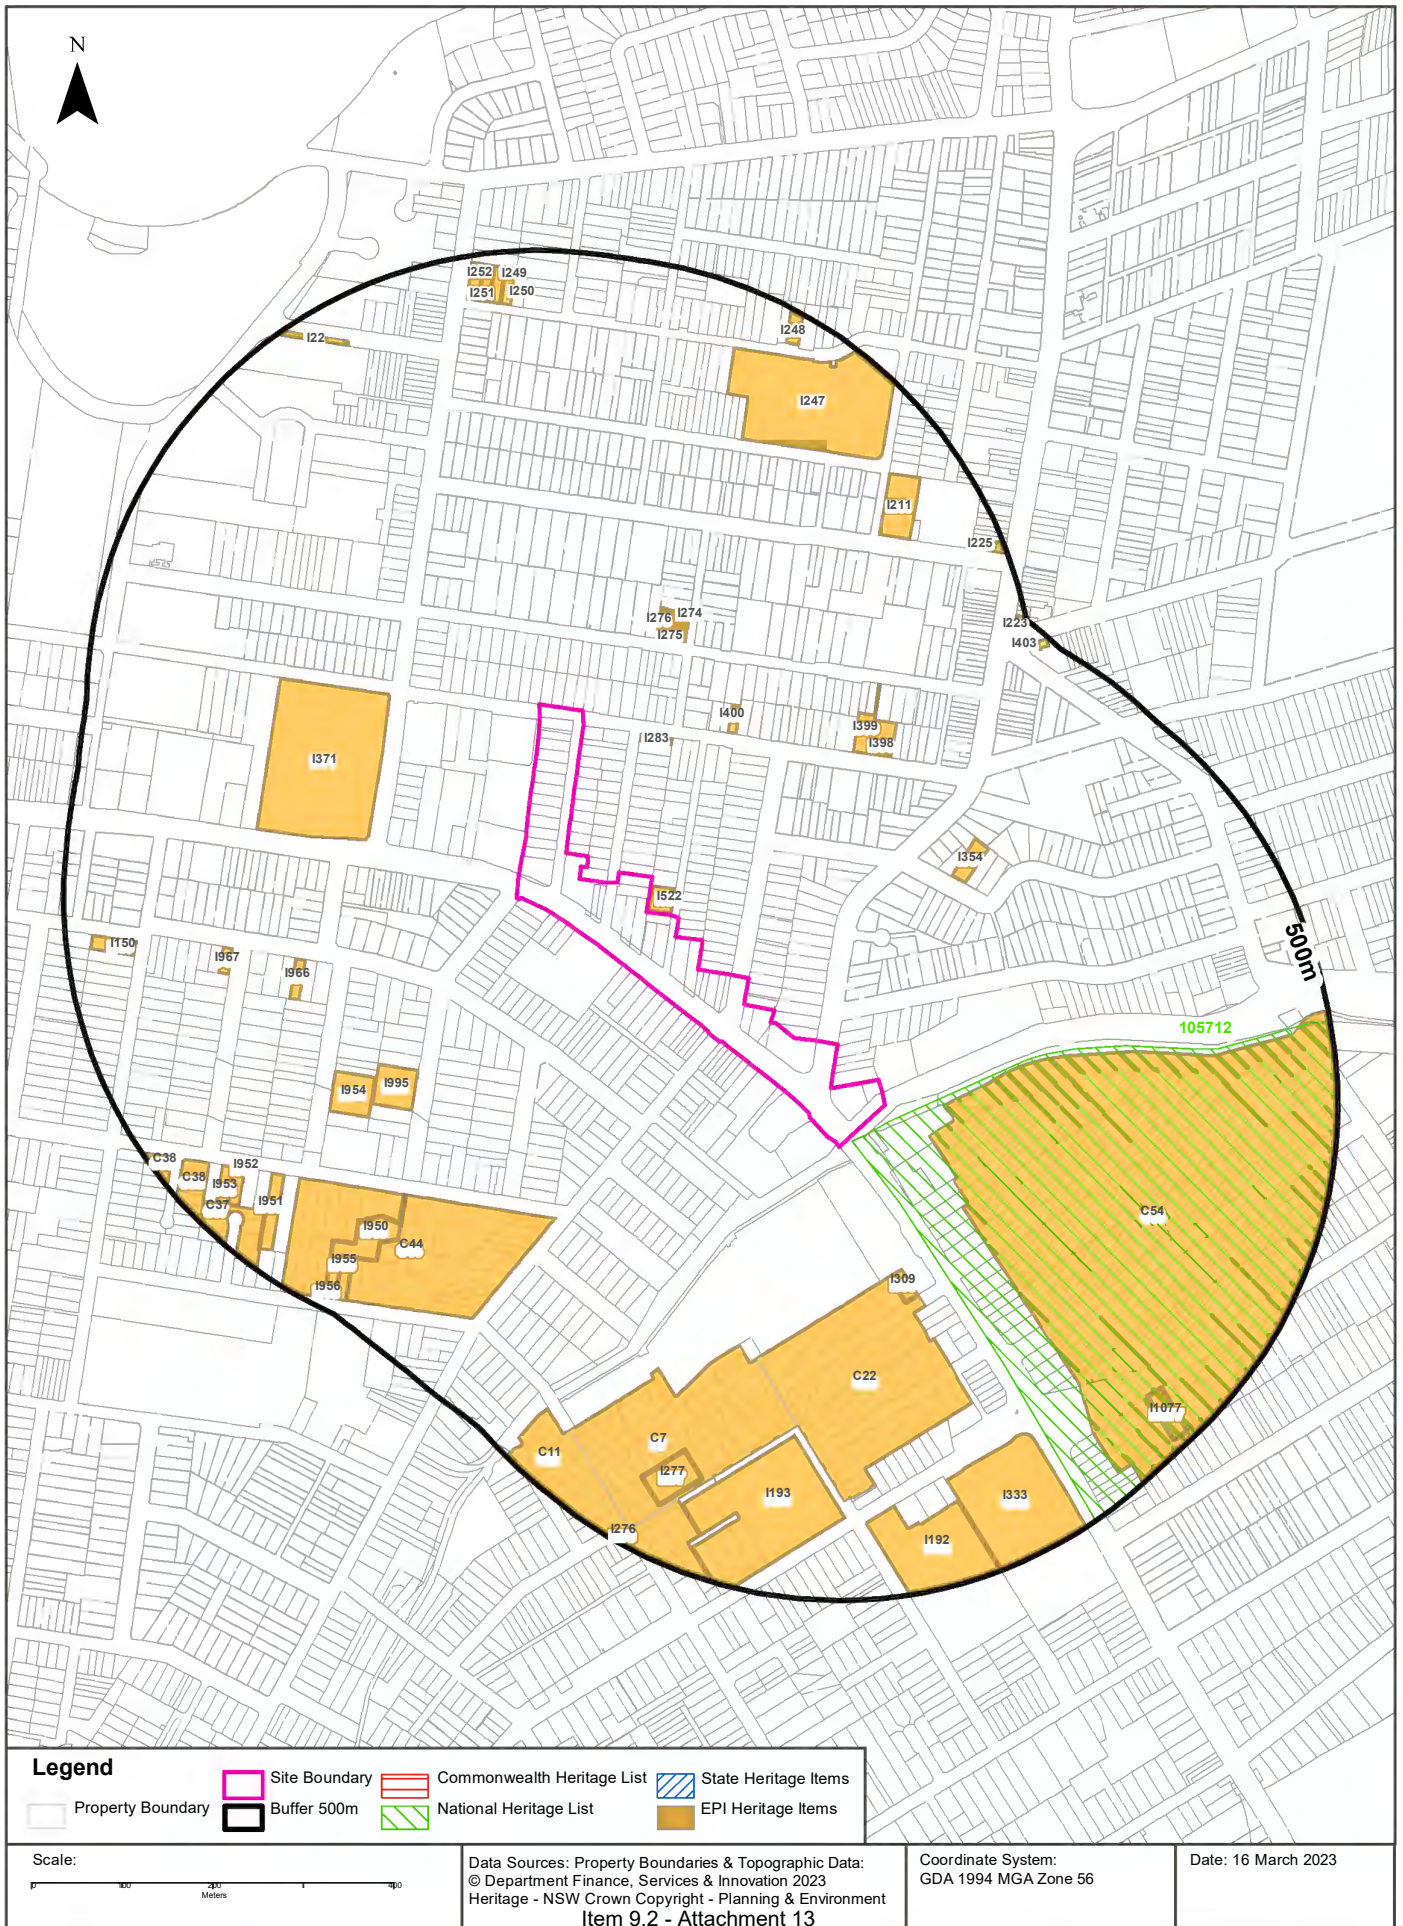 N
I252 I249
I251 I250
I22
I248
I247
I211
I225
I276 I274
I275
I223
I403
I400
I399
I398
I283
I371
I354
I522
I150
I967
I966
500m
105712
I954 I995
C38
C38 I952
I953
C37 I951
I950
C44
I955
I956
C54
I309
C22
I1077
C7
C11
I277
I193
I333
I276
I192
Legend
Property Boundary
Site Boundary
Buffer 500m
Commonwealth Heritage List
National Heritage List
State Heritage Items
EPI Heritage Items
Scale:
0 100 200 400
Meters
Data Sources: Property Boundaries & Topographic Data:
© Department Finance, Services & Innovation 2023
Heritage - NSW Crown Copyright - Planning & Environment
Item 9.2 - Attachment 13
Coordinate System:
GDA 1994 MGA Zone 56
Date: 16 March 2023